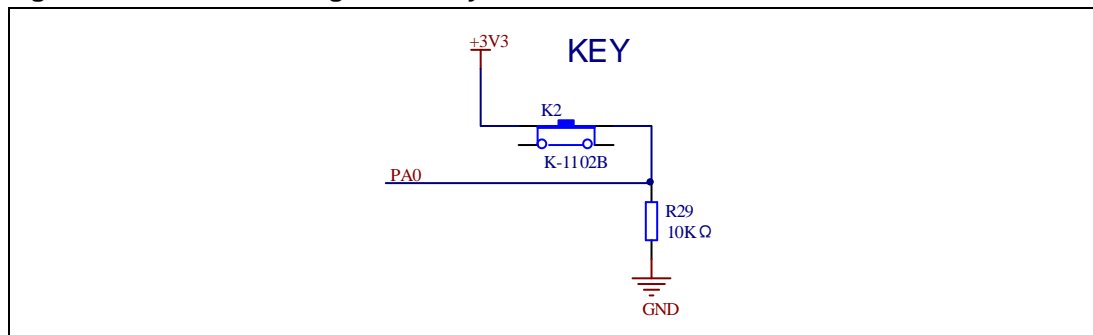 +3V3
KEY
K2
K-1102B
PA0
R29
10KΩ
GND